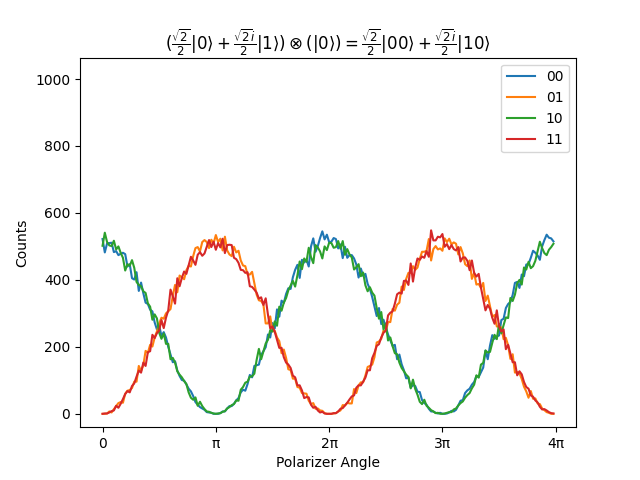 (√2/2|0⟩ + √2i/2|1⟩) ⊗ (|0⟩) = √2/2|00⟩ + √2i/2|10⟩
1000
800
600
400
200
0
Counts
00
01
10
11
0 π 2π 3π 4π
Polarizer Angle